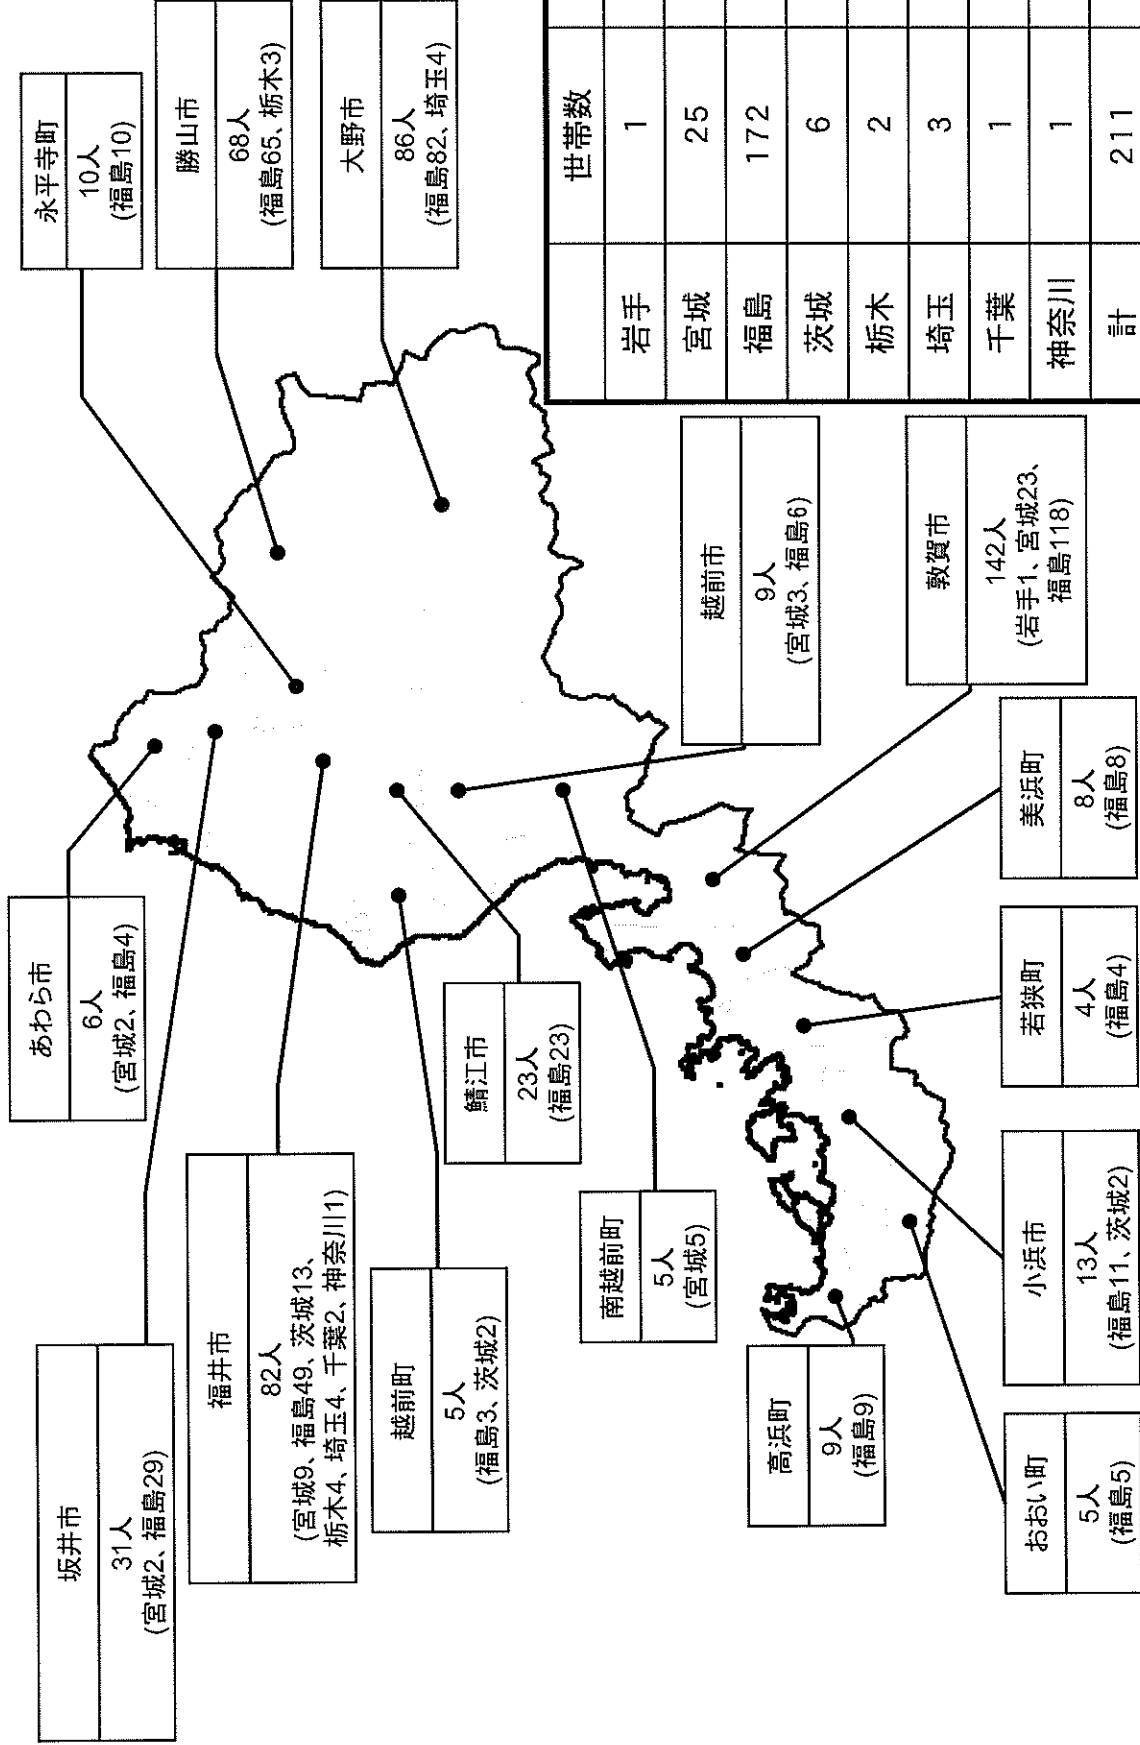 坂井市
31人
(宮城2、福島29)
あわら市
6人
(宮城2、福島4)
永平寺町
10人
(福島10)
勝山市
68人
(福島65、栃木3)
大野市
86人
(福島82、埼玉4)
福井市
82人
(宮城9、福島49、茨城13、
栃木4、埼玉4、千葉2、神奈川1)
越前町
5人
(福島3、茨城2)
鯖江市
23人
(福島23)
南越前町
5人
(宮城5)
越前市
9人
(宮城3、福島6)
敦賀市
142人
(岩手1、宮城23、
福島118)
高浜町
9人
(福島9)
おおい町
5人
(福島5)
小浜市
13人
(福島11、茨城2)
若狭町
4人
(福島4)
美浜町
8人
(福島8)
世帯数
岩手 1
宮城 25
福島 172
茨城 6
栃木 2
埼玉 3
千葉 1
神奈川 1
計 211